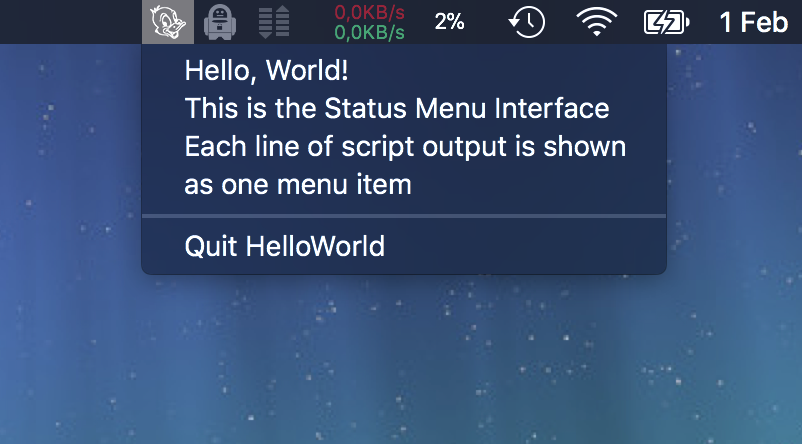 0,0KB/s
0,0KB/s
2%
1 Feb
Hello, World!
This is the Status Menu Interface
Each line of script output is shown
as one menu item
Quit HelloWorld